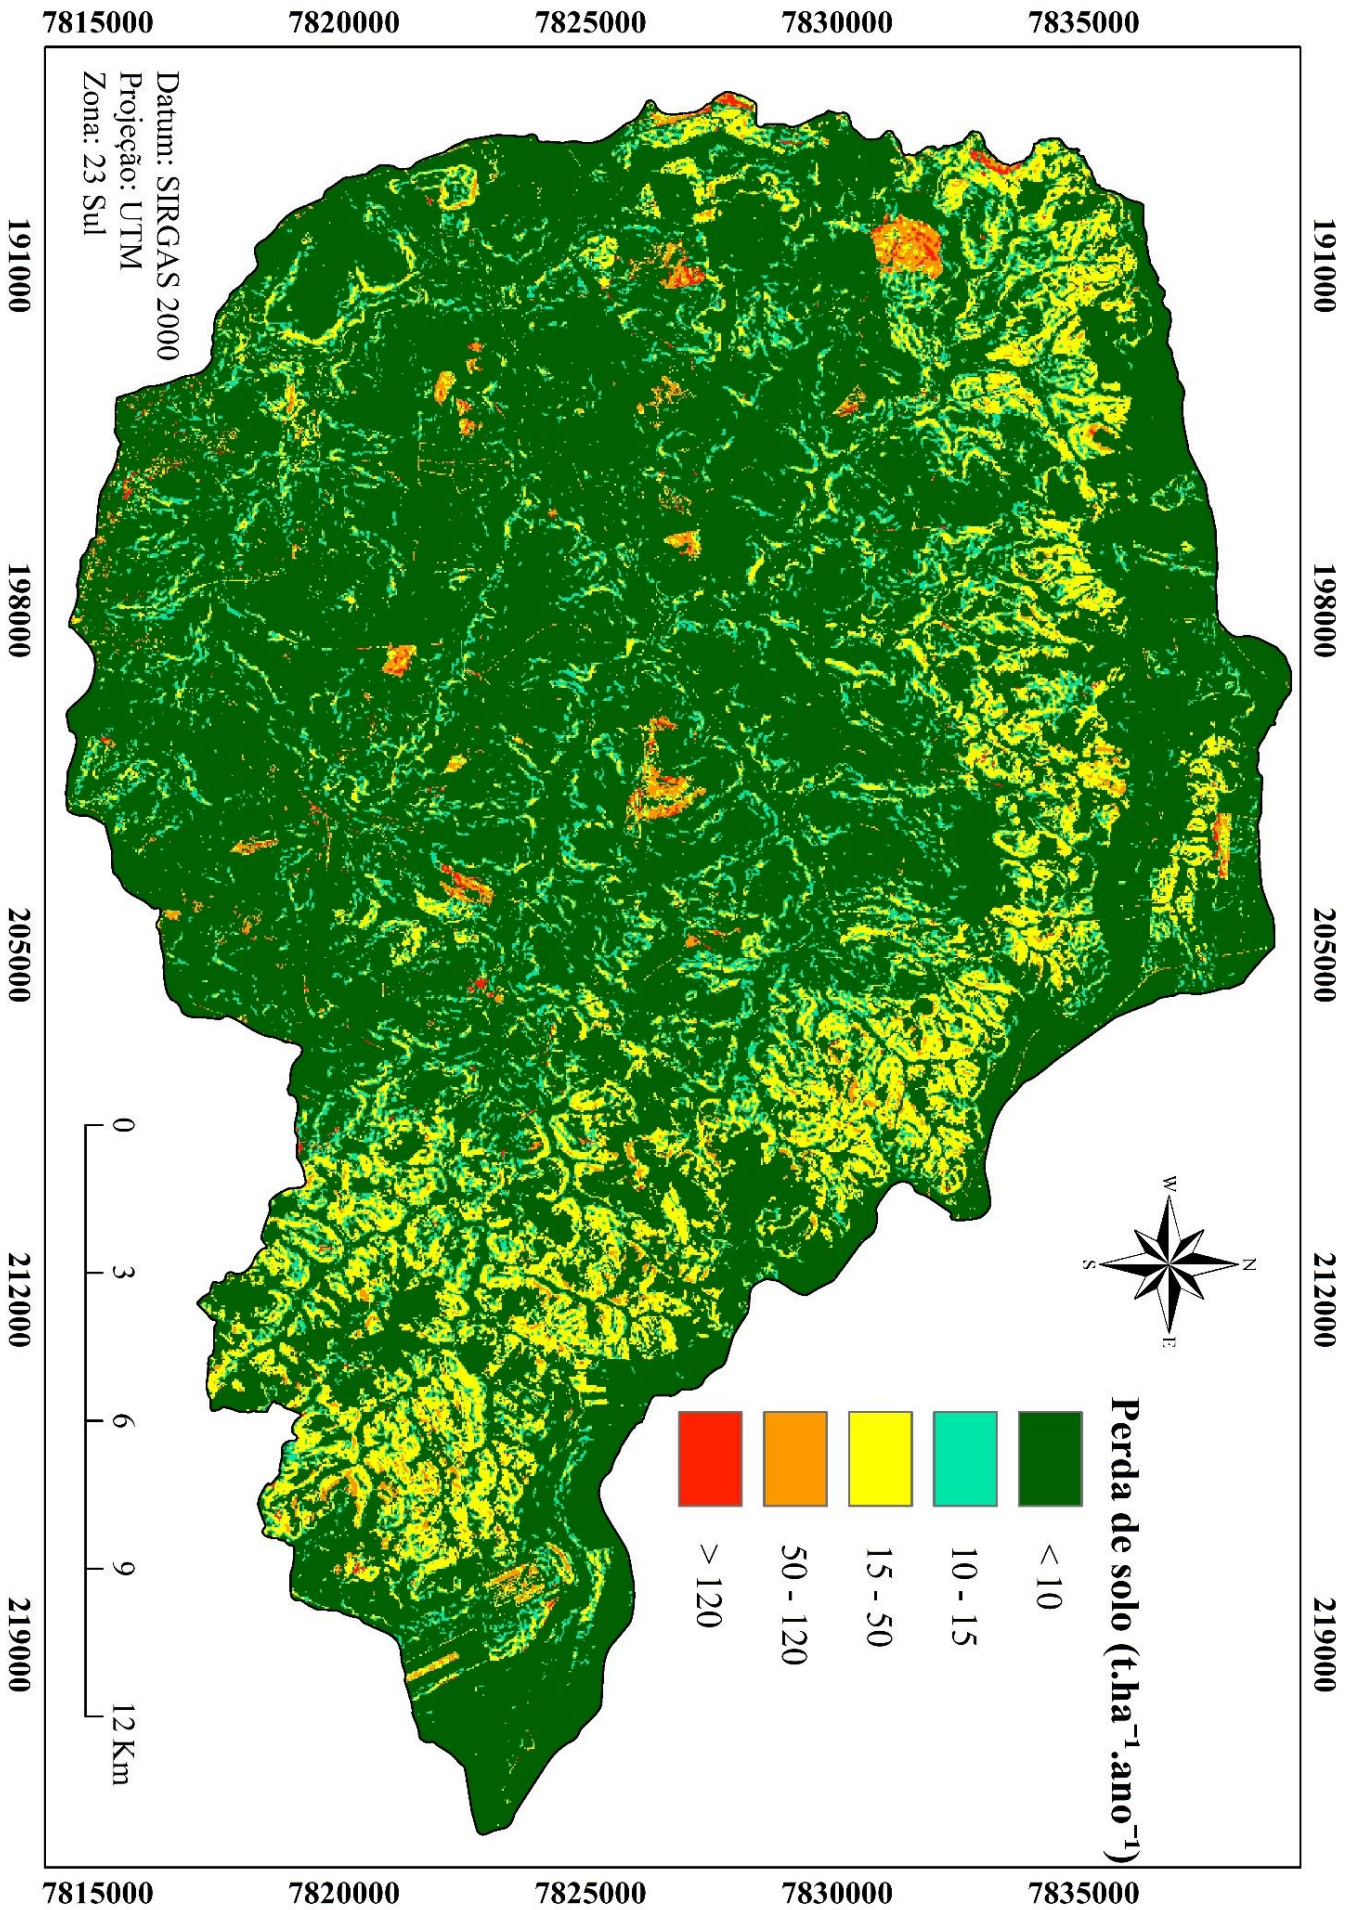 7815000 7820000 7825000 7830000 7835000
191000
198000
205000
212000
219000
191000
198000
205000
212000
219000
Datum: SIRGAS 2000
Projeção: UTM
Zona: 23 Sul
N
W
E
S
Perda de solo (t.ha⁻¹.ano⁻¹)
< 10
10 - 15
15 - 50
50 - 120
> 120
0 3 6 9 12 Km
7815000 7820000 7825000 7830000 7835000